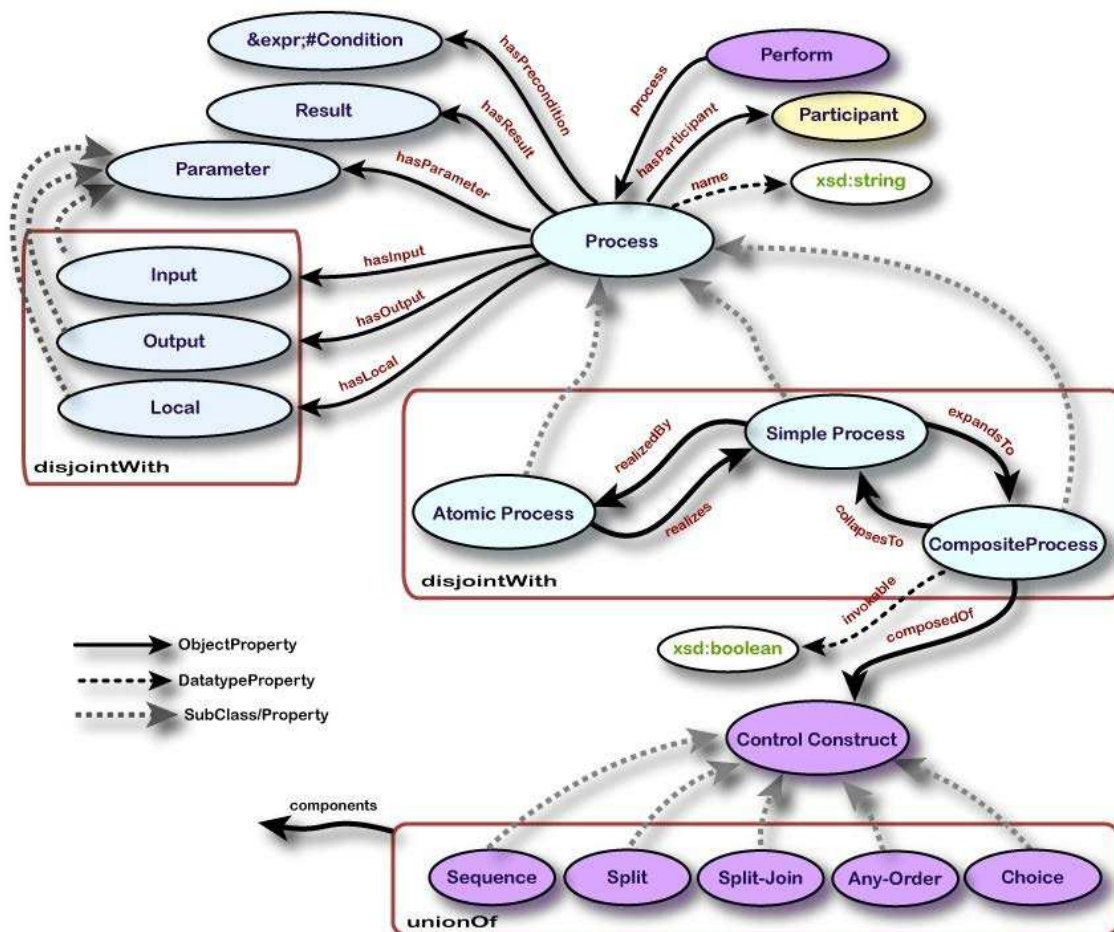 &expr;#Condition
Perform
hasPrecondition
process
Result
hasResult
hasParticipant
Participant
Parameter
hasParameter
name
xsd:string
Process
Input
hasInput
Output
hasOutput
Local
hasLocal
disjointWith
Simple Process
realizedBy
expandsTo
Atomic Process
realizes
collapsesTo
CompositeProcess
disjointWith
invokable
composedOf
xsd:boolean
ObjectProperty
DatatypeProperty
SubClass/Property
Control Construct
components
Sequence
Split
Split-Join
Any-Order
Choice
unionOf